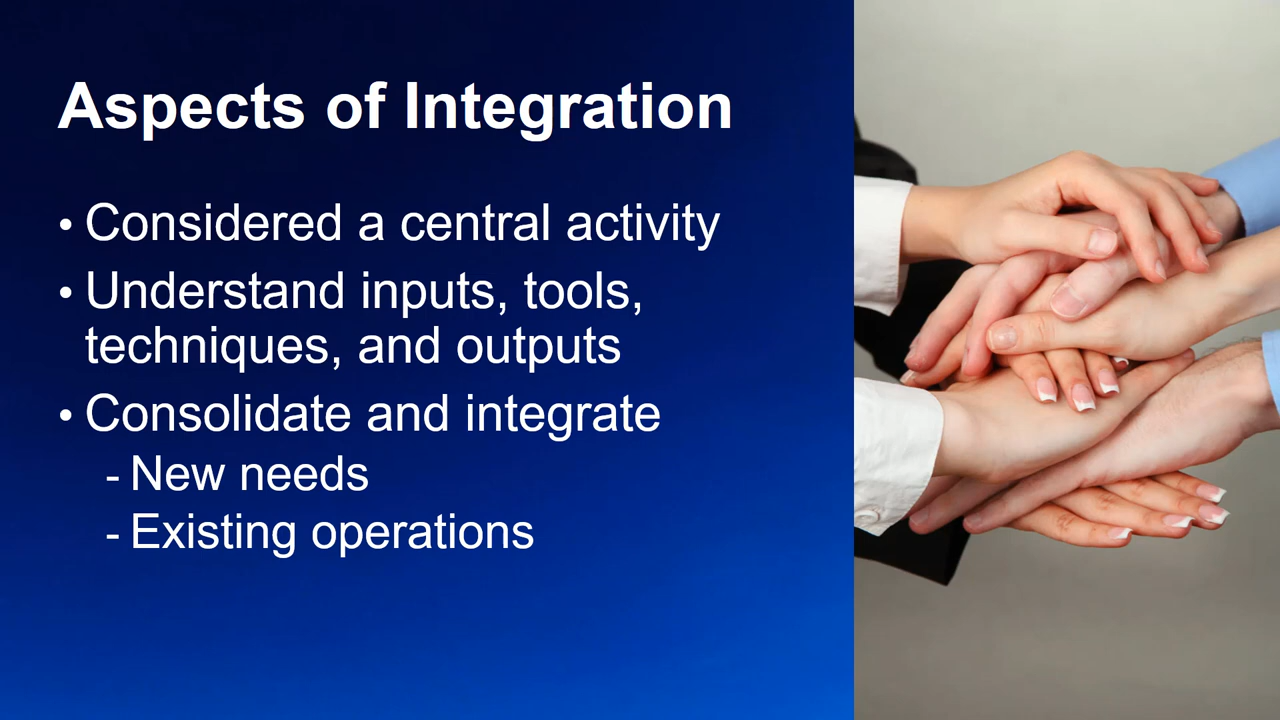 Aspects of Integration
• Considered a central activity
• Understand inputs, tools,
techniques, and outputs
• Consolidate and integrate
- New needs
- Existing operations